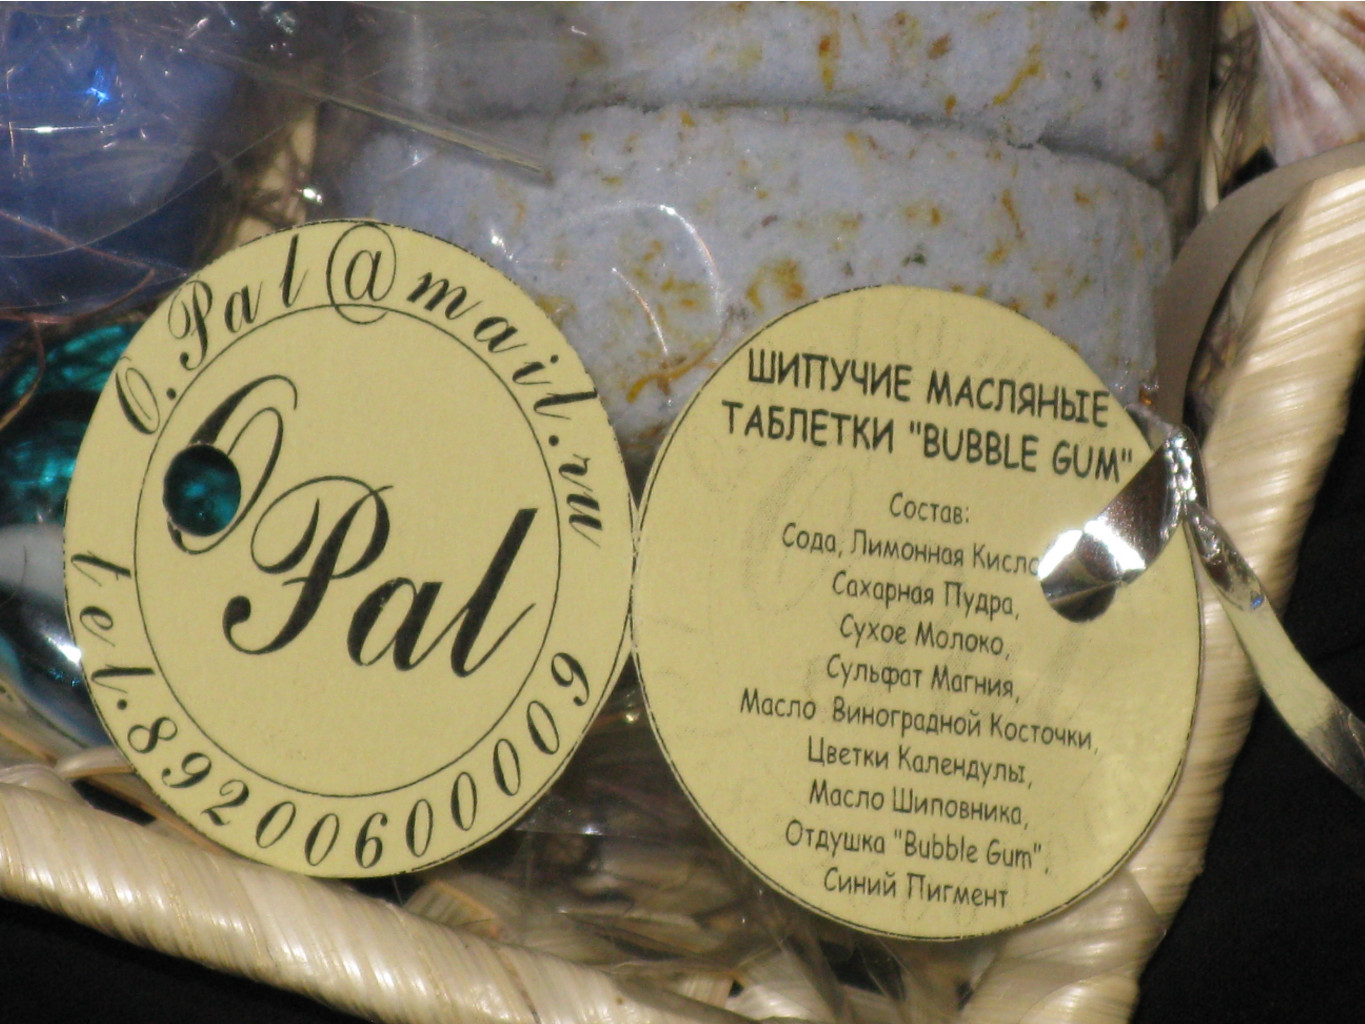 O.Pal@mail.ru
O Pal
tel.89200600009
ШИПУЧИЕ МАСЛЯНЫЕ
ТАБЛЕТКИ "BUBBLE GUM"
Состав:
Сода, Лимонная
Сахарная Пудра,
Сухое Молоко,
Сульфат Магния,
Масло Виноградной Косточки,
Цветки Календулы,
Масло Шиповника,
Отдушка "Bubble Gum",
Синий Пигмент